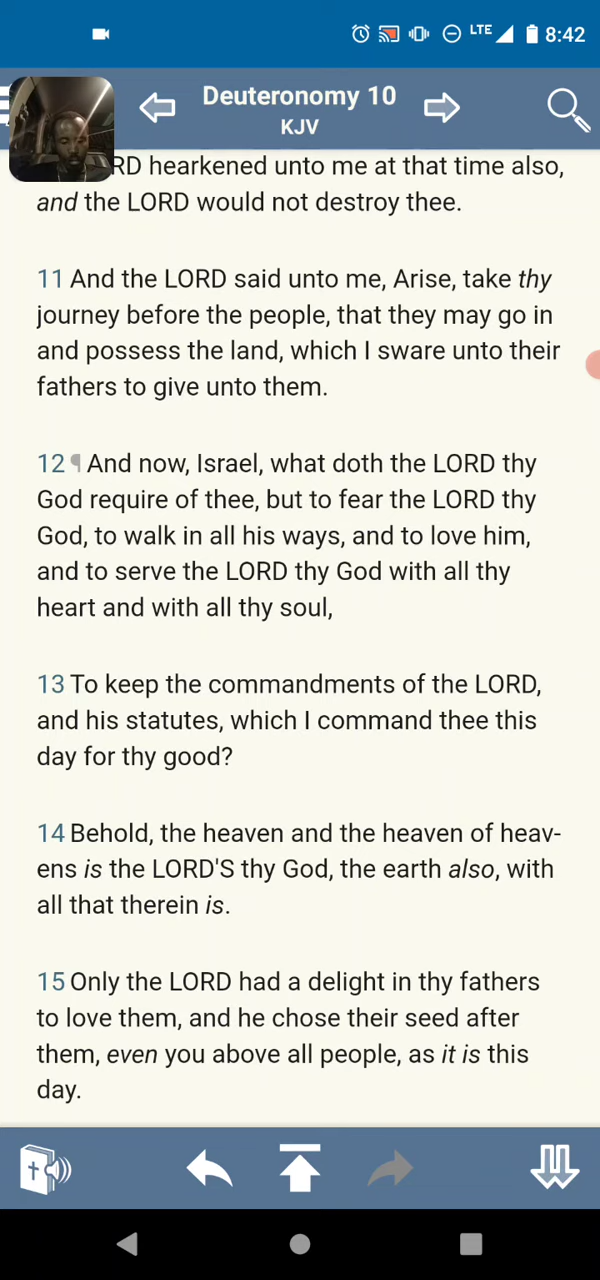 LTE 8:42
Deuteronomy 10
KJV
RD hearkened unto me at that time also,
and the LORD would not destroy thee.
11 And the LORD said unto me, Arise, take thy
journey before the people, that they may go in
and possess the land, which I sware unto their
fathers to give unto them.
12 ¶ And now, Israel, what doth the LORD thy
God require of thee, but to fear the LORD thy
God, to walk in all his ways, and to love him,
and to serve the LORD thy God with all thy
heart and with all thy soul,
13 To keep the commandments of the LORD,
and his statutes, which I command thee this
day for thy good?
14 Behold, the heaven and the heaven of heav-
ens is the LORD'S thy God, the earth also, with
all that therein is.
15 Only the LORD had a delight in thy fathers
to love them, and he chose their seed after
them, even you above all people, as it is this
day.